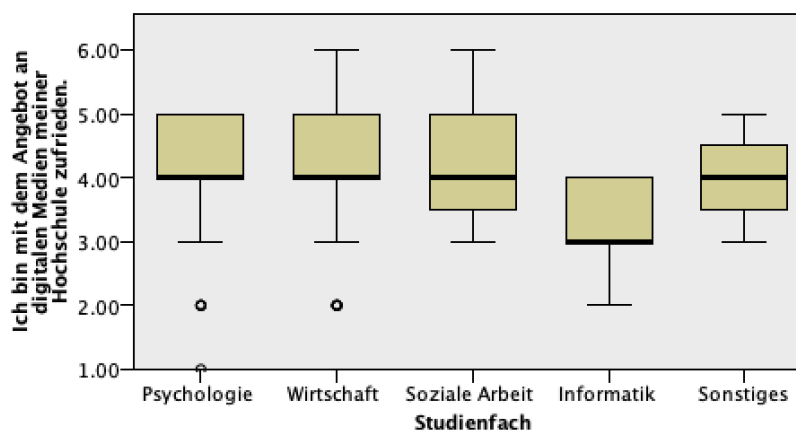 Ich bin mit dem Angebot an
digitalen Medien meiner
Hochschule zufrieden.
6.00
5.00
4.00
3.00
2.00
1.00
Psychologie
Wirtschaft
Soziale Arbeit
Informatik
Sonstiges
Studienfach